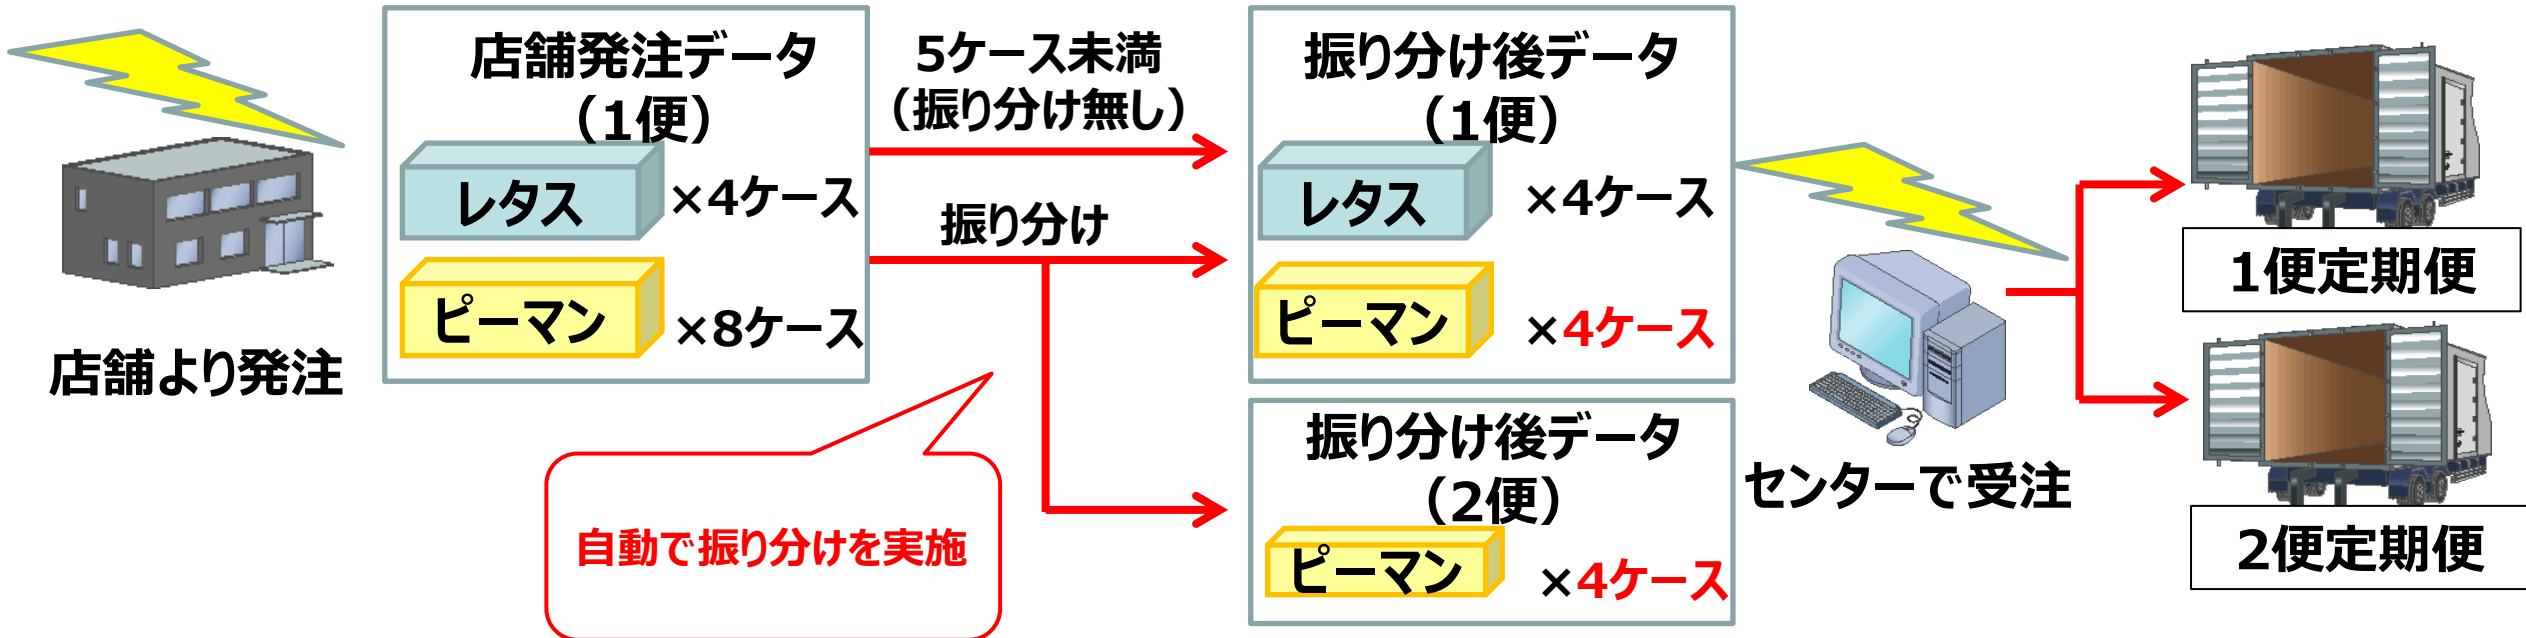 店舗より発注
店舗発注データ
（1便）
レタス
×4ケース
ピーマン
×8ケース
5ケース未満
（振り分け無し）
振り分け
自動で振り分けを実施
振り分け後データ
（1便）
レタス
×4ケース
ピーマン
×4ケース
振り分け後データ
（2便）
ピーマン
×4ケース
センターで受注
1便定期便
2便定期便